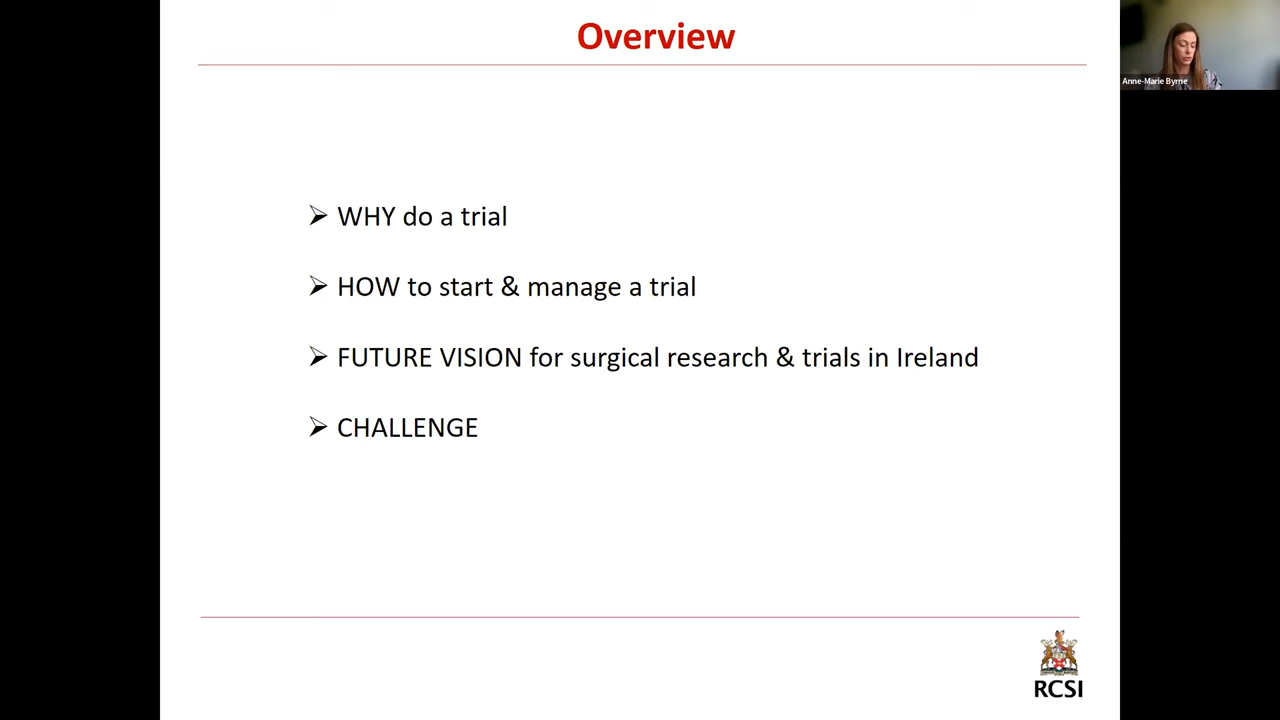 Overview
Anne-Marie Byrne
WHY do a trial
HOW to start & manage a trial
FUTURE VISION for surgical research & trials in Ireland
CHALLENGE
RCSI